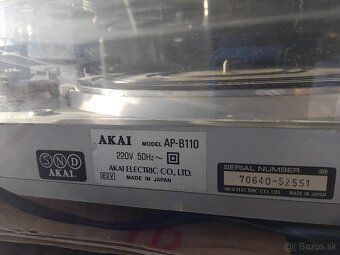 AKAI MODEL AP-B110
220V 50Hz~
AKAI ELECTRIC CO., LTD.
E V MADE IN JAPAN
SND
AKAI
SERIAL NUMBER
70640-52551
AKAI ELECTRIC CO., LTD. MADE IN JAPAN
bazos.sk